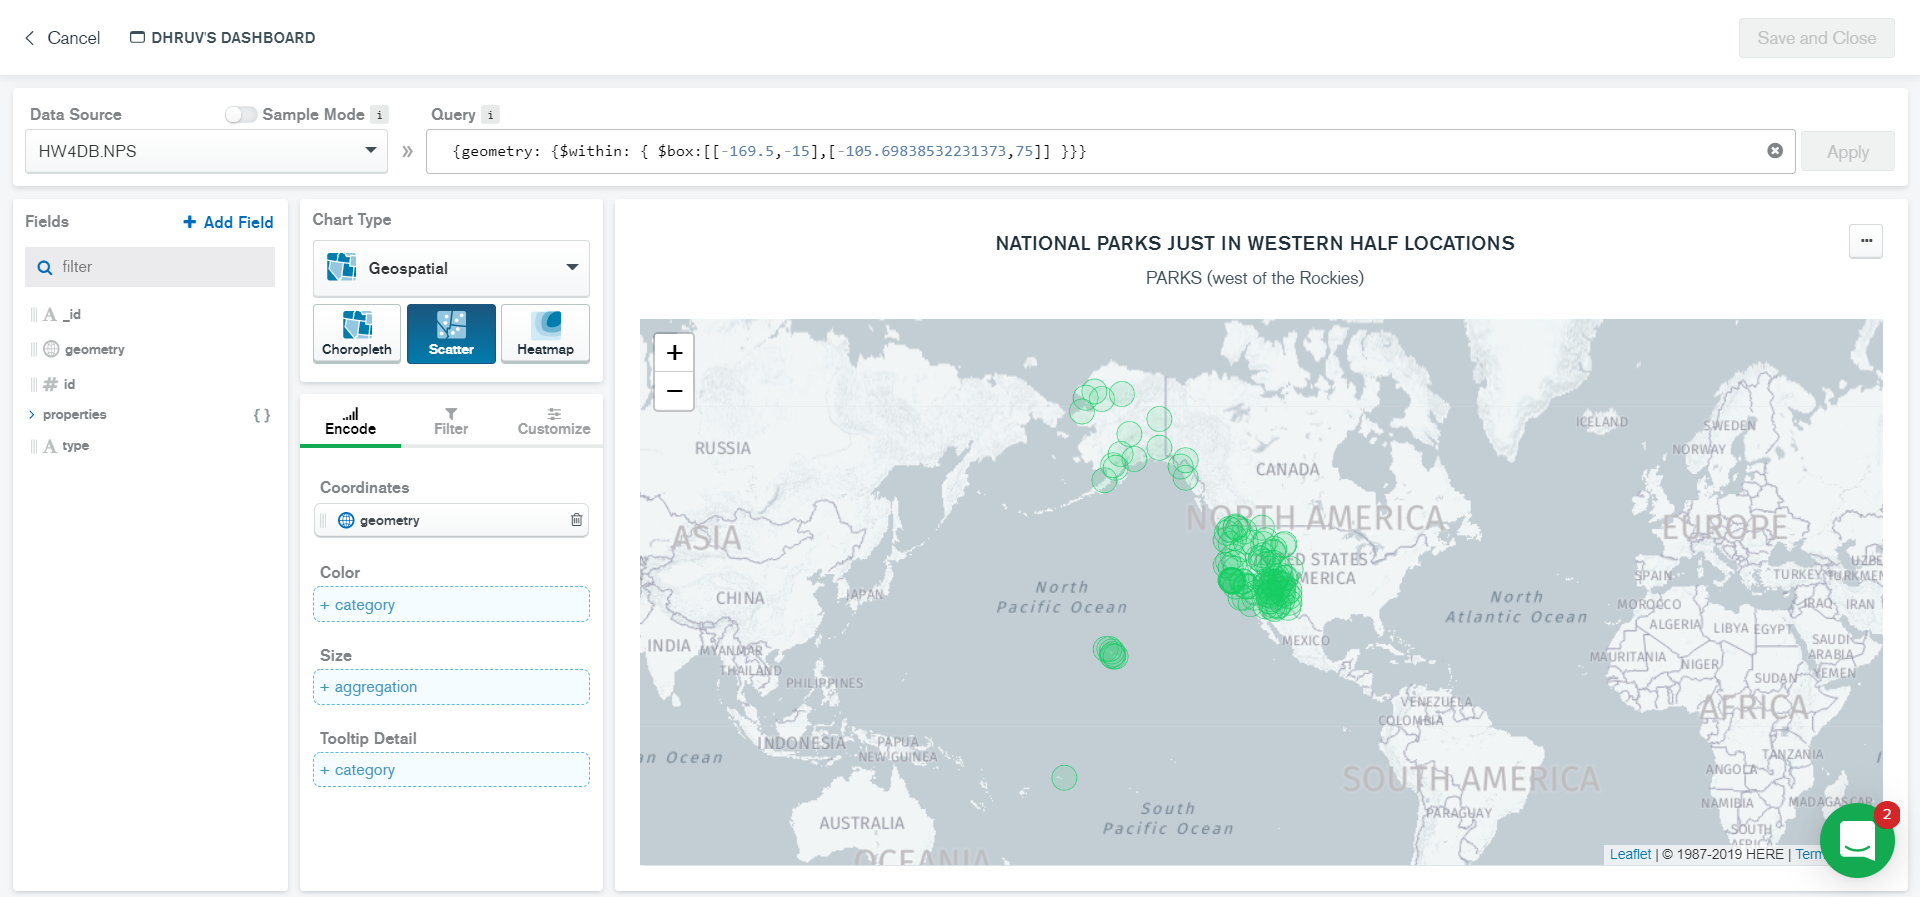 Cancel
DHRUV'S DASHBOARD
Save and Close
Data Source
Sample Mode i
Query i
HW4DB.NPS
»
{geometry: {$within: { $box:[[-169.5,-15],[-105.69838532231373,75]] }}}
Apply
Fields
+ Add Field
filter
A _id
geometry
# id
properties { }
A type
Chart Type
Geospatial
Choropleth
Scatter
Heatmap
Encode
Filter
Customize
Coordinates
geometry
Color
+ category
Size
+ aggregation
Tooltip Detail
+ category
NATIONAL PARKS JUST IN WESTERN HALF LOCATIONS
PARKS (west of the Rockies)
...
+
−
RUSSIA
CANADA
ICELAND
SWEDEN
NORWAY
NORTH AMERICA
ASIA
EUROPE
ED STATES
MERICA
UZBE
SPAIN
TURKEY
TURKMEN
North
Pacific Ocean
CHINA
JAPAN
North
Atlantic Ocean
MOROCCO
IRAQ
IRAN
ALGERIA
LIBYA
EGYPT
INDIA
MYANMAR
MEXICO
SAUDI
ARABIA
MAURITANIA
NIGER
THAILAND
PHILIPPINES
SUDAN
YEMEN
VENEZUELA
COLOMBIA
AFRICA
INDONESIA
PAPUA
NEW GUINEA
n Ocean
TANZANIA
ANGOLA
SOUTH AMERICA
NAMIBIA
MADAGASCAR
South
Pacific Ocean
PARAGUAY
AUSTRALIA
SOUTH
OCEANIA
Leaflet | © 1987-2019 HERE | Term
2